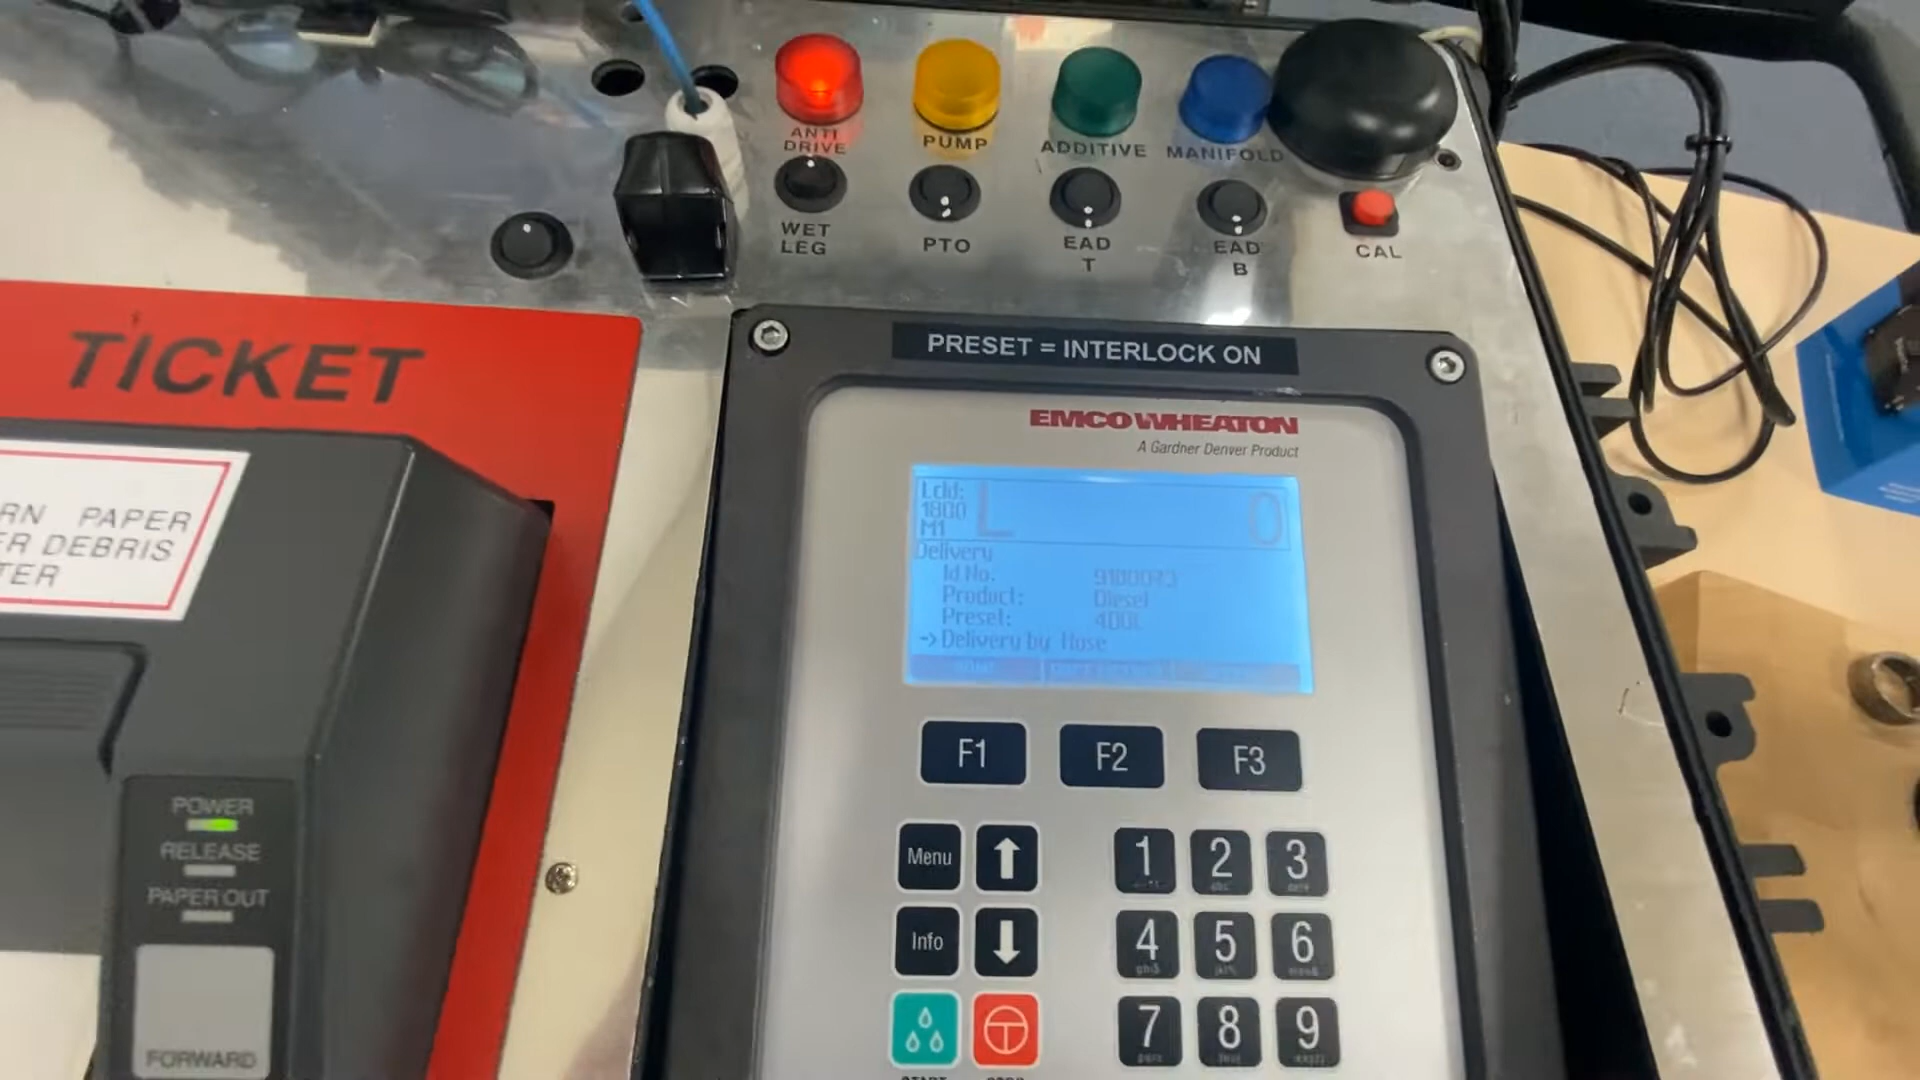 ANTI
DRIVE
PUMP
ADDITIVE
MANIFOLD
WET
LEG
PTO
EAD
T
EAD
B
CAL
TICKET
RN PAPER
ER DEBRIS
TER
PRESET = INTERLOCK ON
EMCO WHEATON
A Gardner Denver Product
1800
M1
L 0
Delivery
Id.No.
Product: Diesel
Preset:
->Delivery by Hose
F1 F2 F3
Menu 1 2 3
Info 4 5 6
7 8 9
POWER
RELEASE
PAPER OUT
FORWARD